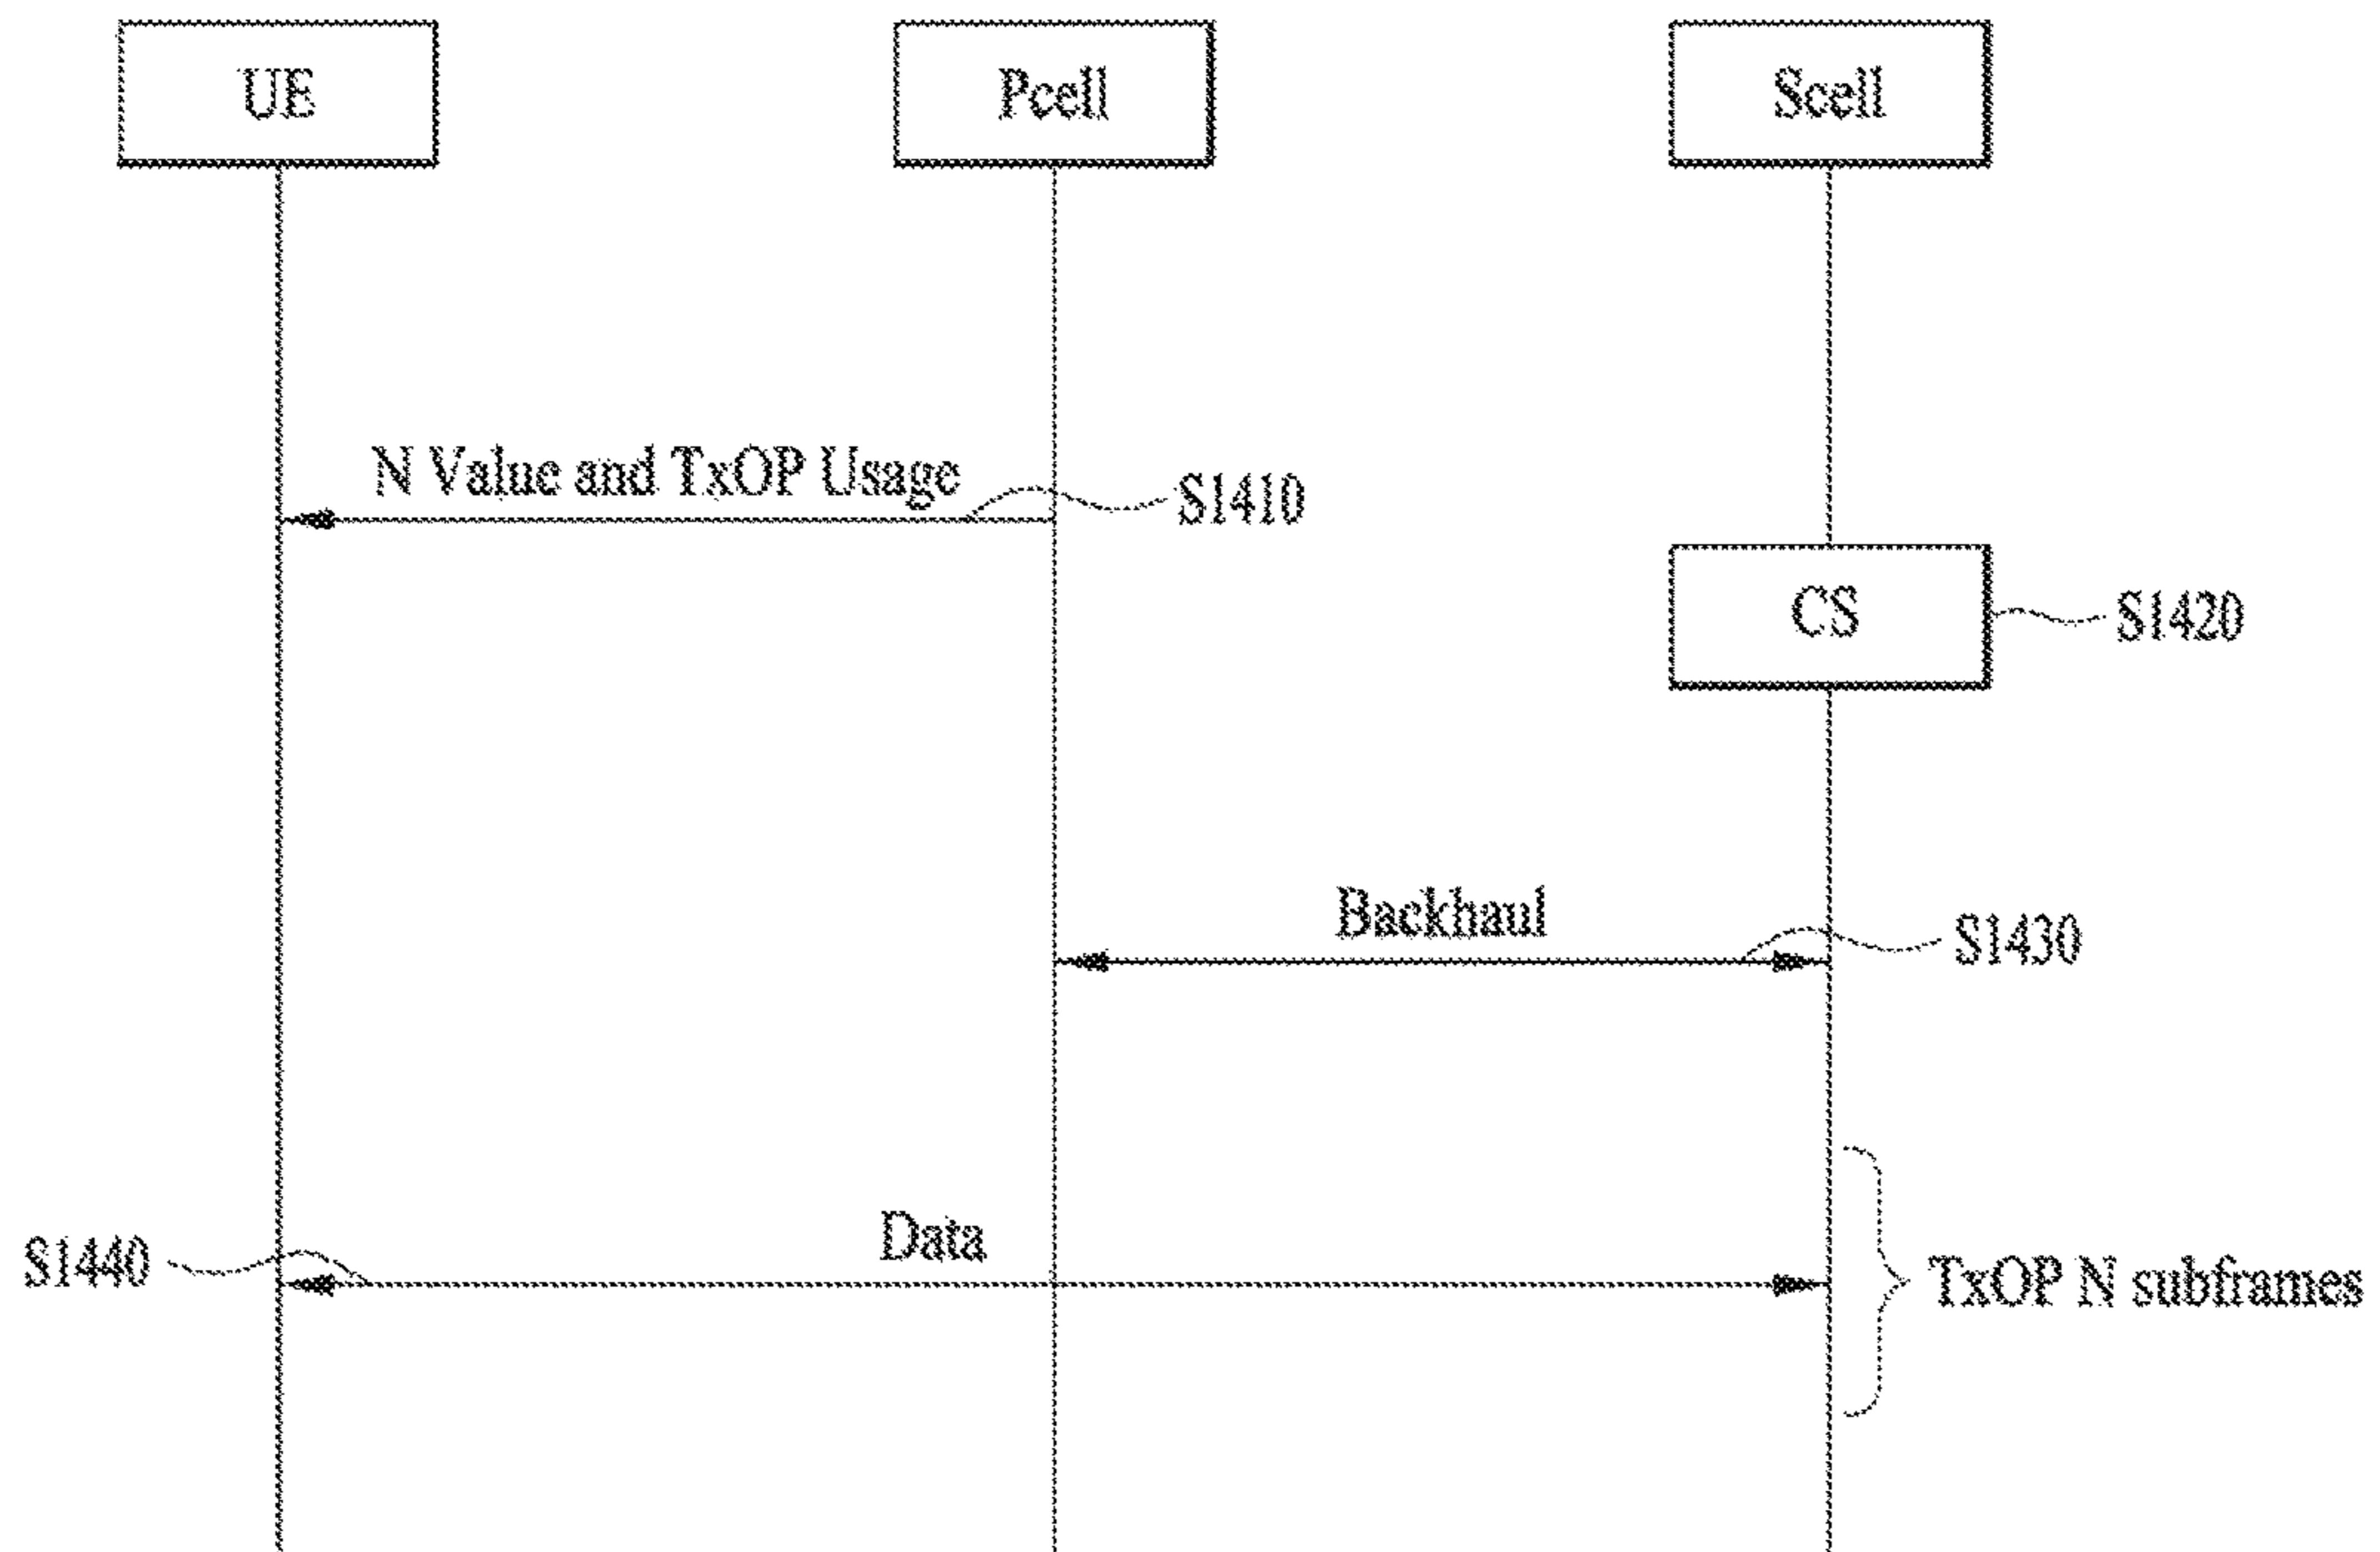 UE
Pcell
Scell
N Value and TxOP Usage
S1410
CS
S1420
Backhaul
S1430
Data
S1440
TxOP N subframes